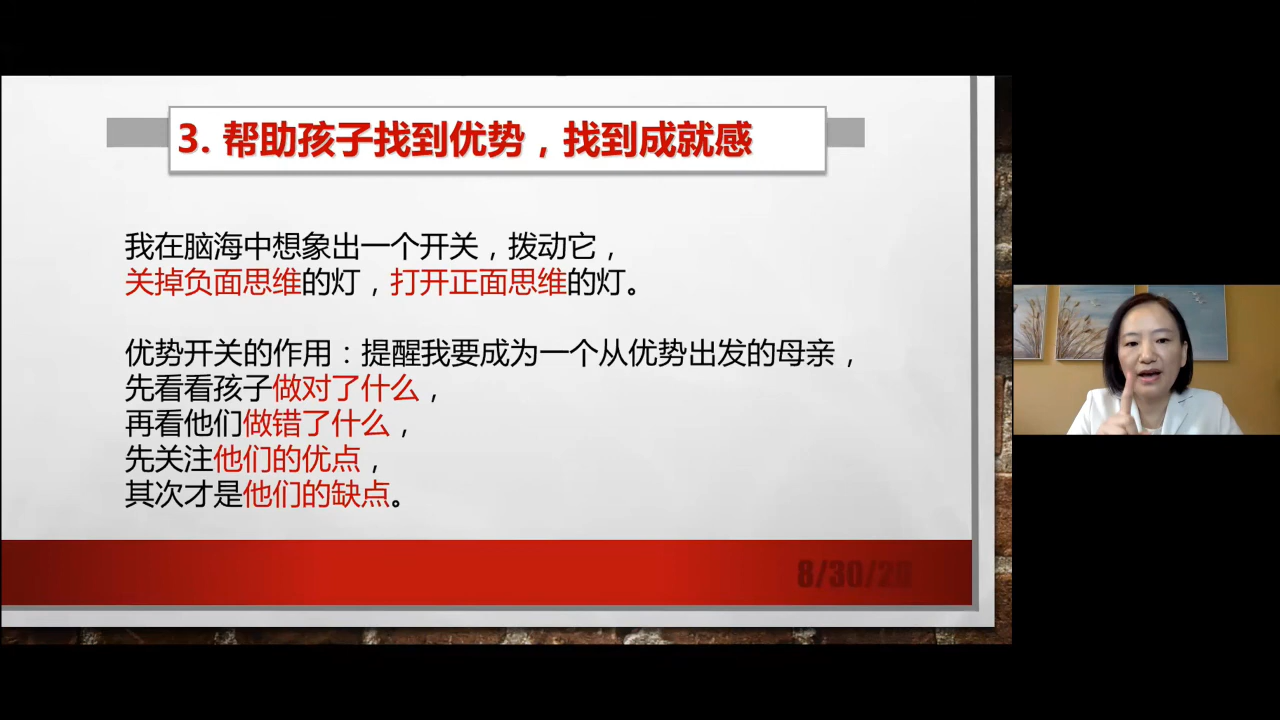 3. 帮助孩子找到优势，找到成就感
我在脑海中想象出一个开关，拨动它，
关掉负面思维的灯，打开正面思维的灯。
优势开关的作用：提醒我要成为一个从优势出发的母亲，
先看看孩子做对了什么，
再看他们做错了什么，
先关注他们的优点，
其次才是他们的缺点。
8/30/20